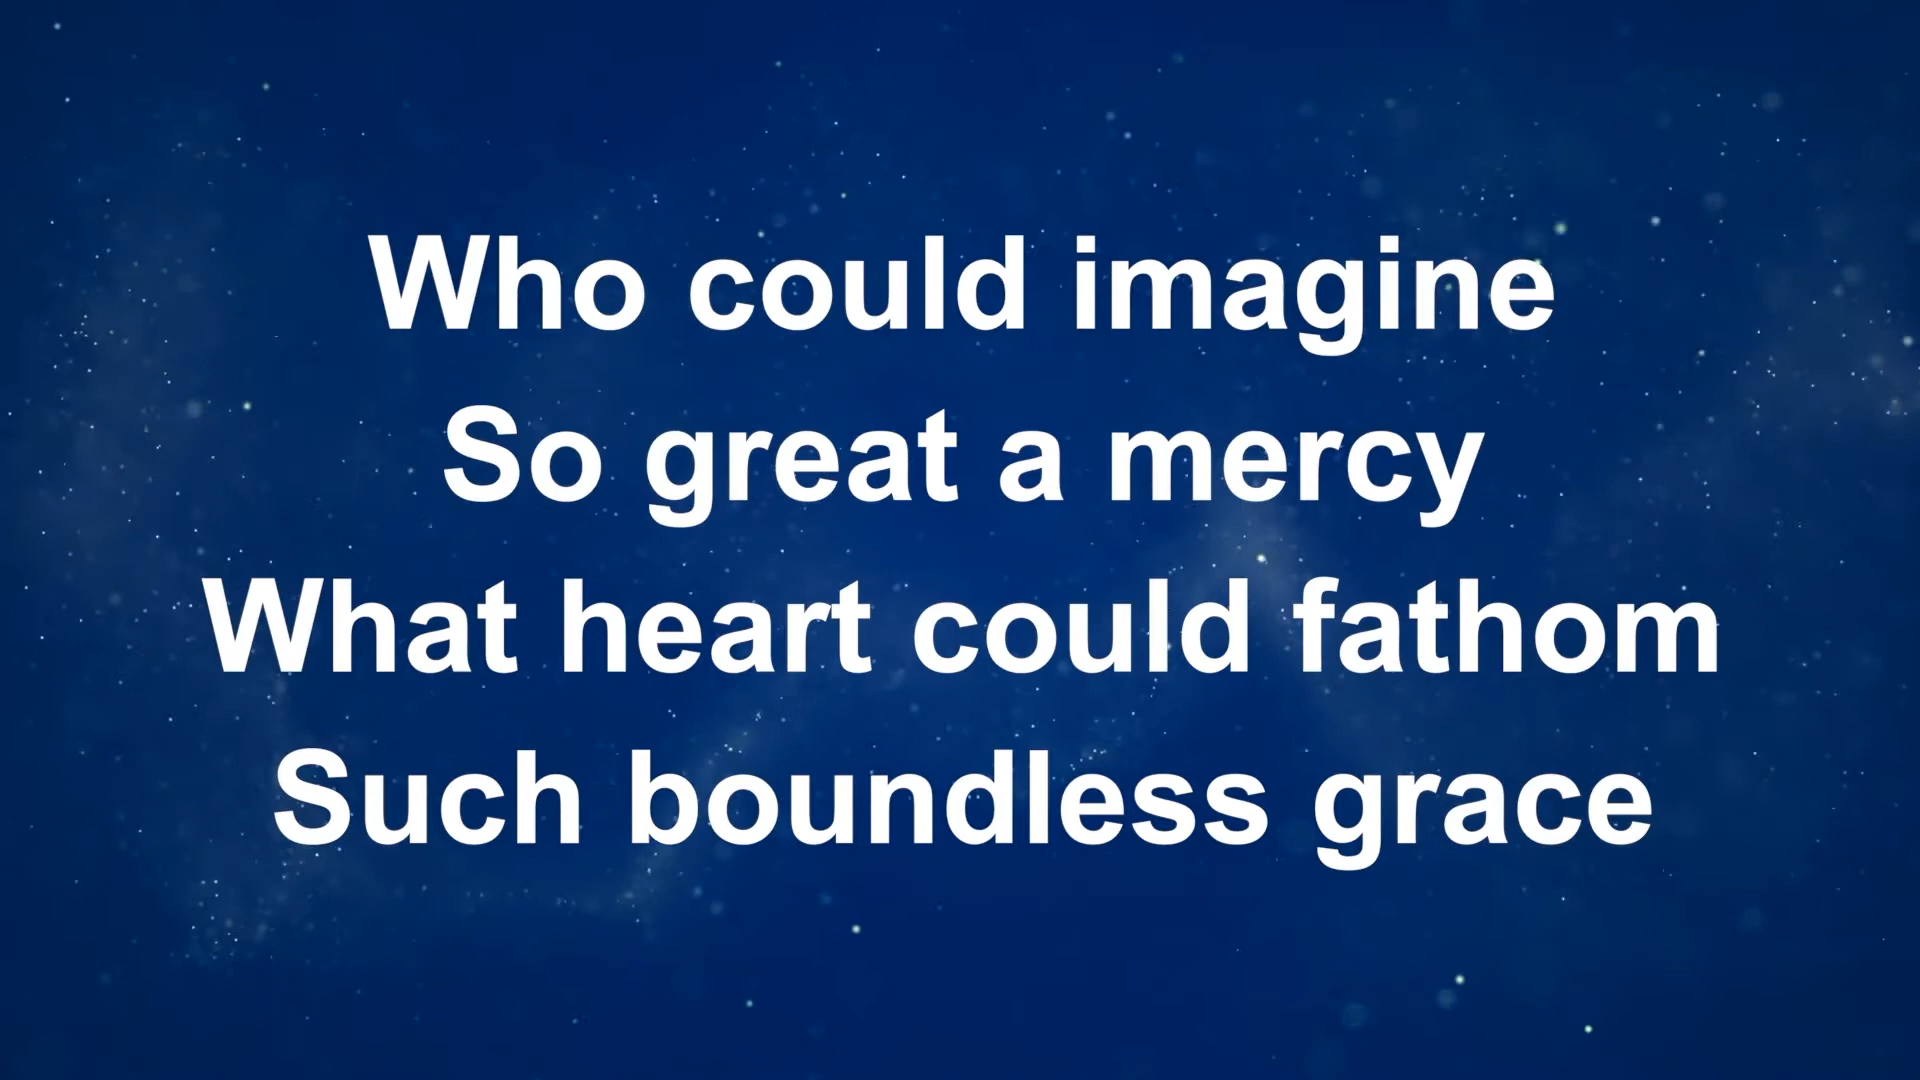 Who could imagine
So great a mercy
What heart could fathom
Such boundless grace